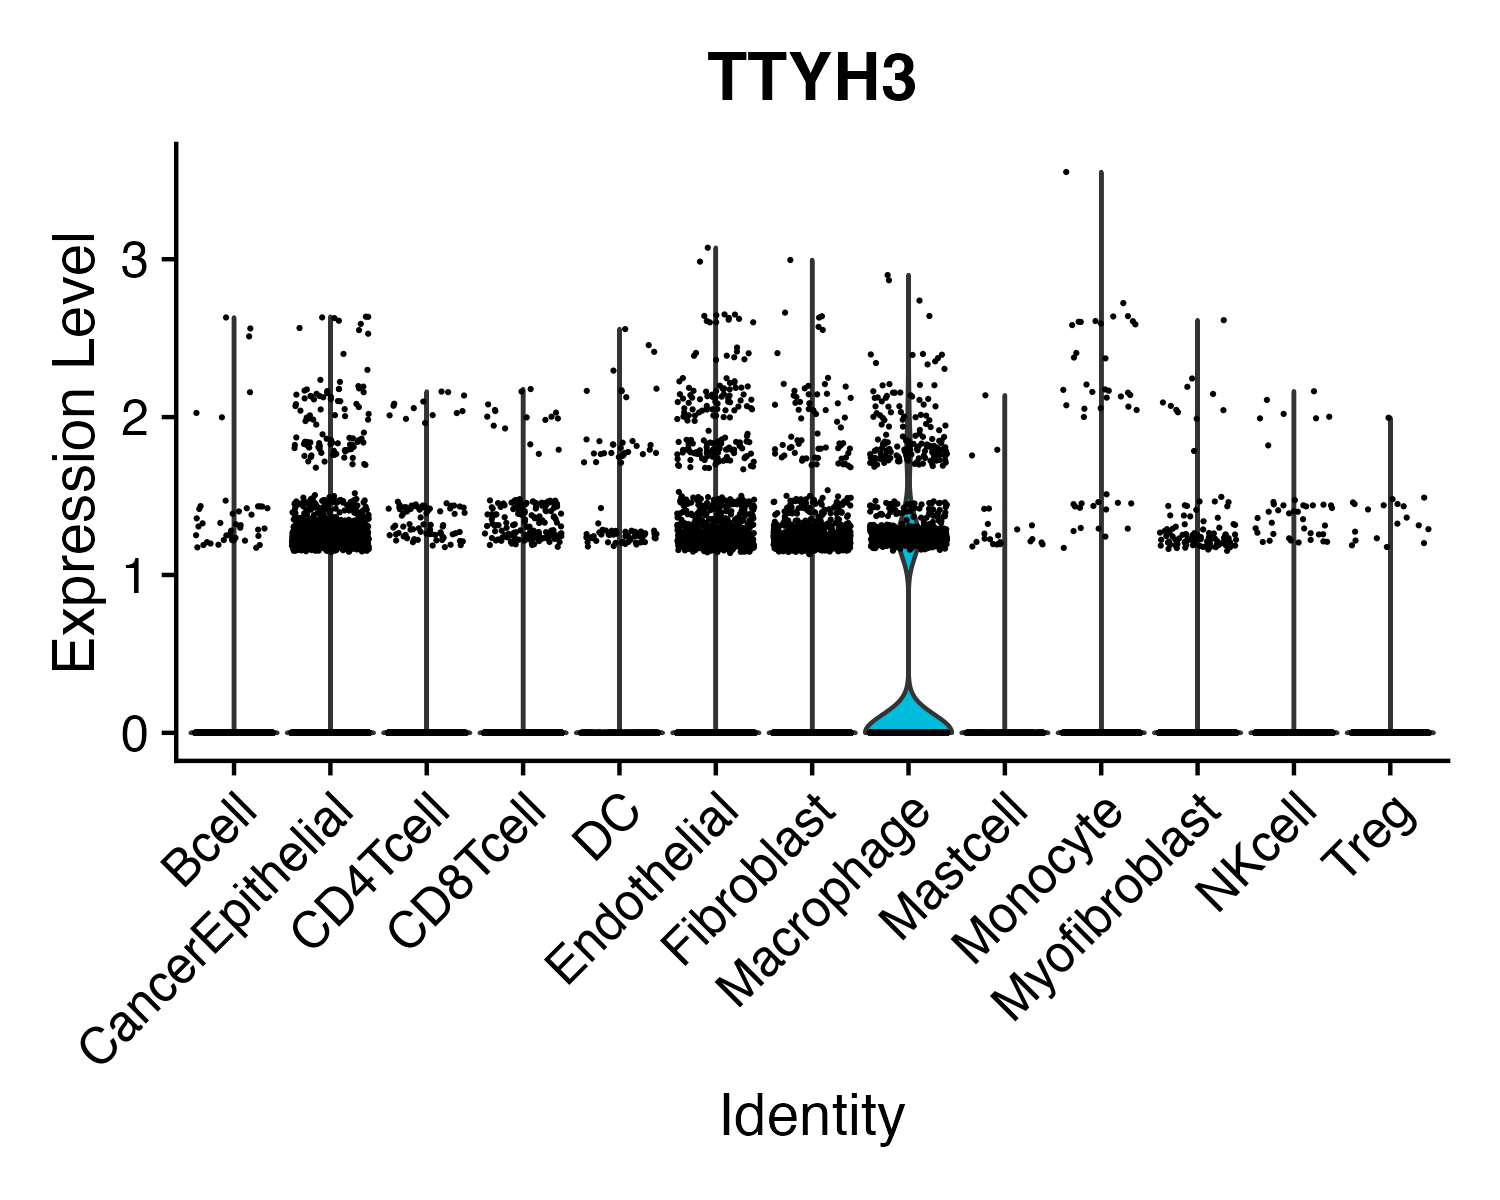 TTYH3
Expression Level
3
2
1
0
Bcell
CancerEpithelial
CD4Tcell
CD8Tcell
DC
Endothelial
Fibroblast
Macrophage
Mastcell
Monocyte
Myofibroblast
NKcell
Treg
Identity